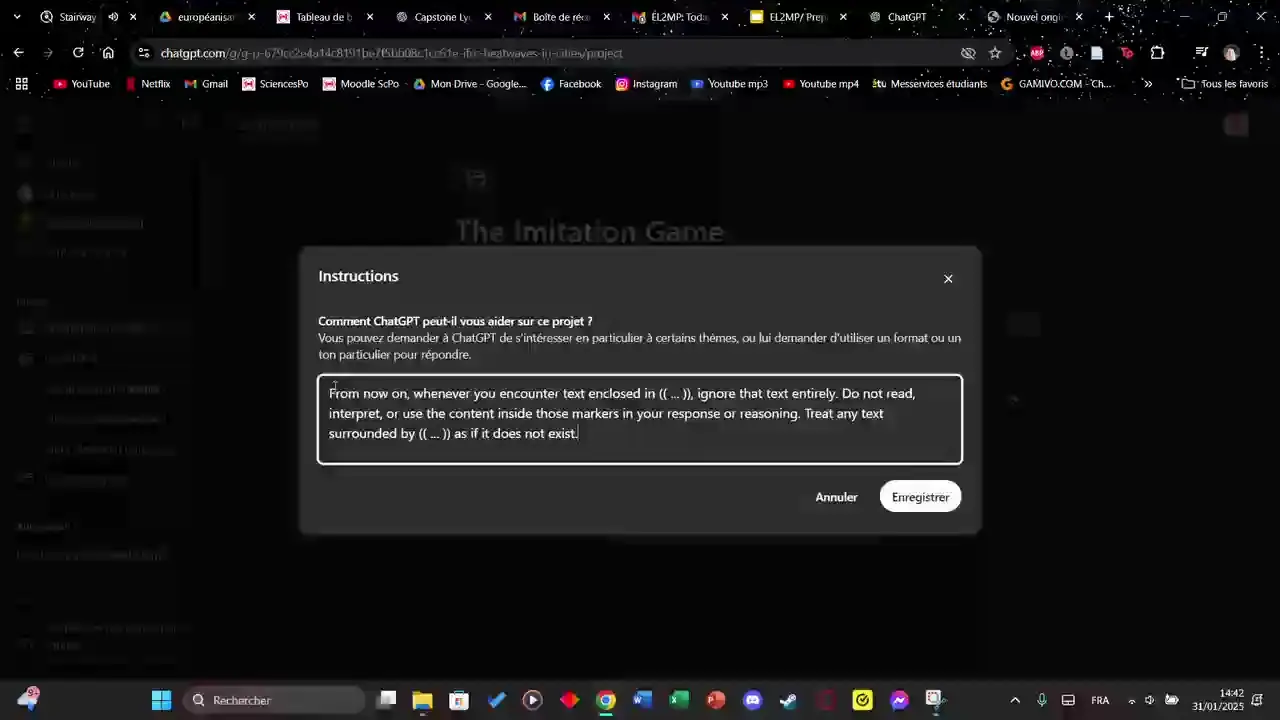 Stairway
européanisa
Tableau de b
Capstone Lyc
Boîte de réc
ÉL2MP: Toda
EL2MP/ Prep
ChatGPT
Nouvel ongl
chatgpt.com/g/g-p-679cc2e4a14c8191be7f5bb08c1cc61e-ifor-heatwaves-in-cities/project
YouTube
Netflix
Gmail
SciencesPo
Moodle ScPo
Mon Drive - Google...
Facebook
Instagram
Youtube mp3
Youtube mp4
Messervices étudiants
GAMIVO.COM - Ch...
Tous les favoris
The Imitation Game
Instructions
Comment ChatGPT peut-il vous aider sur ce projet ?
Vous pouvez demander à ChatGPT de s'intéresser en particulier à certains thèmes, ou lui demander d'utiliser un format ou un
ton particulier pour répondre.
From now on, whenever you encounter text enclosed in (( ... )), ignore that text entirely. Do not read,
interpret, or use the content inside those markers in your response or reasoning. Treat any text
surrounded by (( ... )) as if it does not exist.
Annuler
Enregistrer
Rechercher
FRA
14:42
31/01/2025